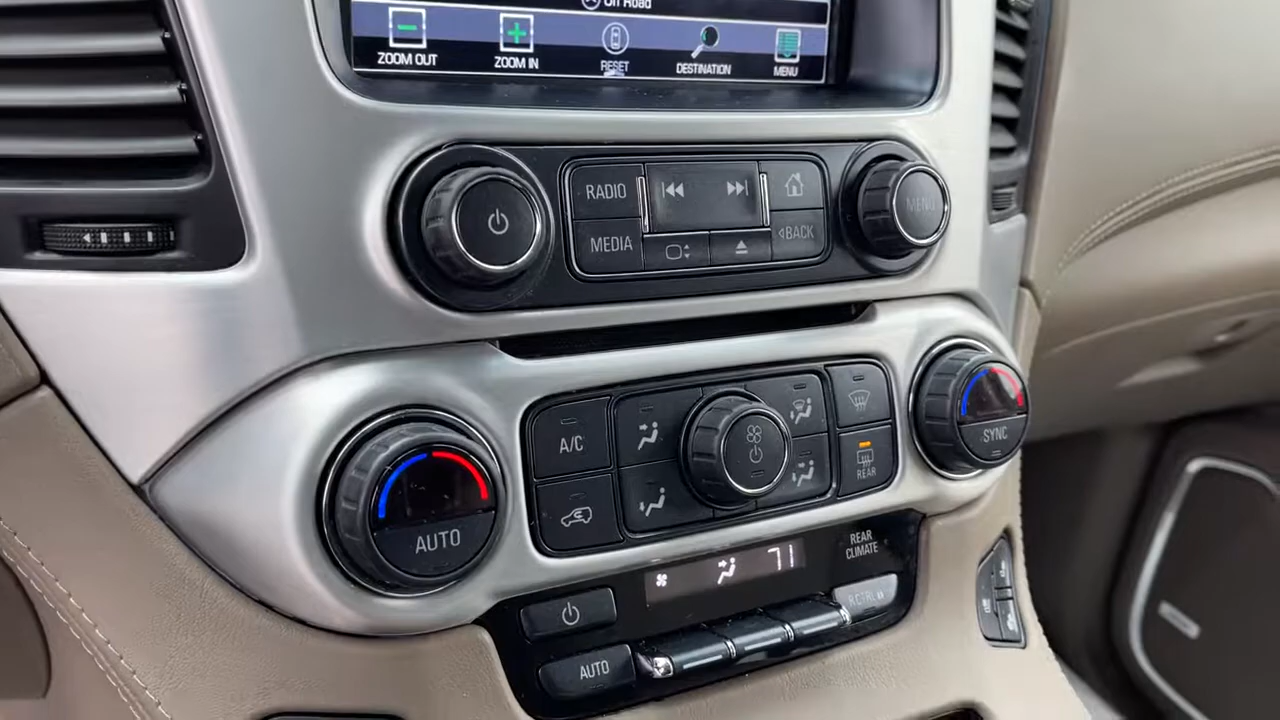 On Road
ZOOM OUT
ZOOM IN
RESET
DESTINATION
MENU
RADIO
MEDIA
BACK
MENU
A/C
REAR
AUTO
SYNC
71
REAR
CLIMATE
AUTO